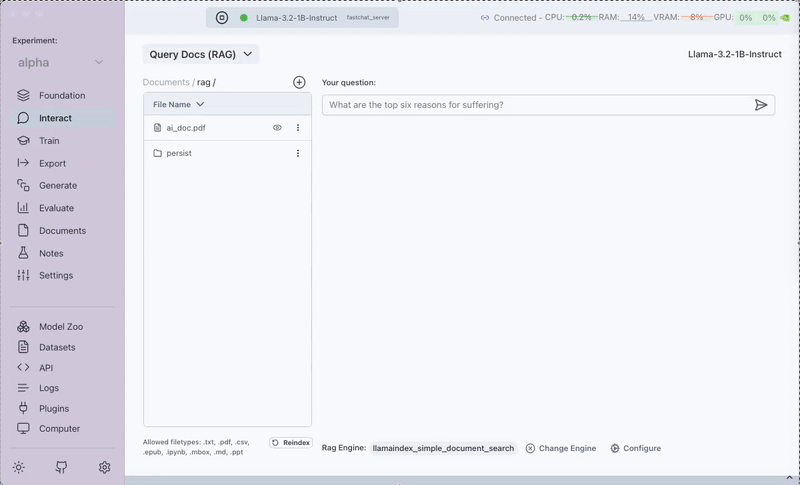 Llama-3.2-1B-Instruct fastchat_server
Connected - CPU: 0.2% RAM: 14% VRAM: 8% GPU: 0% 0%
Experiment:
alpha
Foundation
Interact
Train
Export
Generate
Evaluate
Documents
Notes
Settings
Model Zoo
Datasets
API
Logs
Plugins
Computer
Query Docs (RAG)
Llama-3.2-1B-Instruct
Documents / rag /
File Name
ai_doc.pdf
persist
Allowed filetypes: .txt, .pdf, .csv,
.epub, .ipynb, .mbox, .md, .ppt
Reindex
Your question:
What are the top six reasons for suffering?
Rag Engine: llamaindex_simple_document_search Change Engine Configure